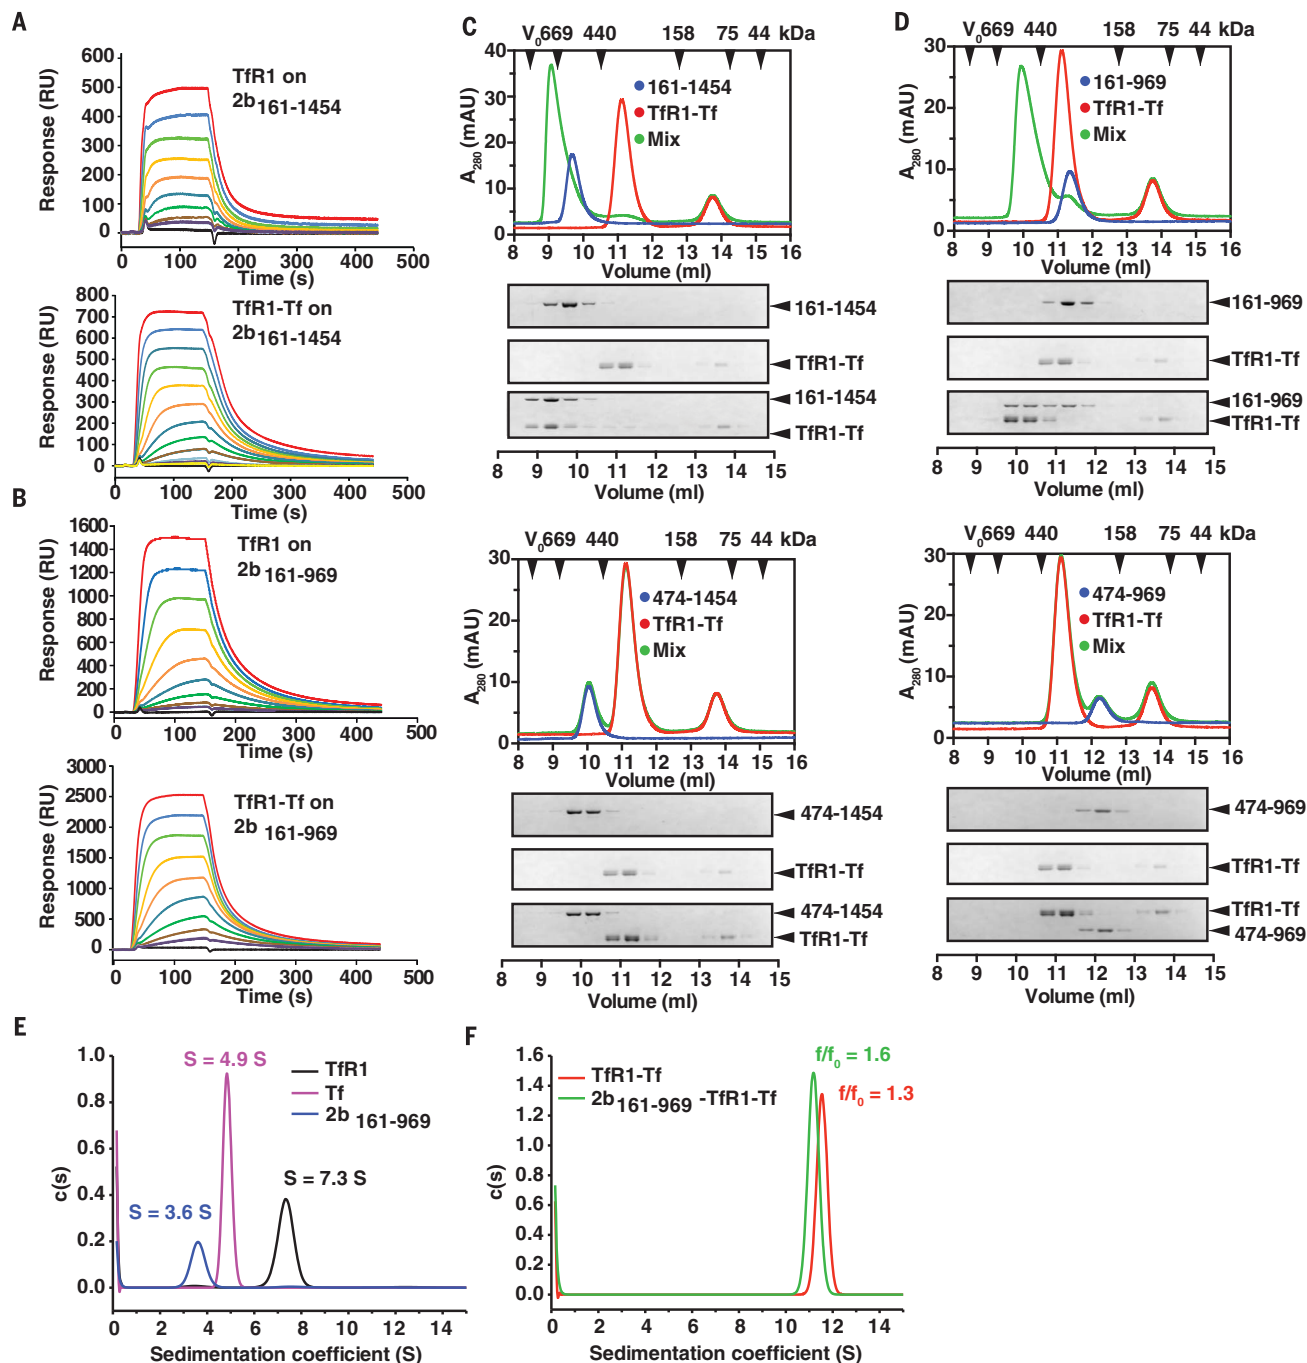 A
TfR1 on
2b161-1454
Response (RU)
600
500
400
300
200
100
0
0 100 200 300 400 500
Time (s)
TfR1-Tf on
2b161-1454
Response (RU)
800
700
600
500
400
300
200
100
0
0 100 200 300 400 500
Time (s)
B
TfR1 on
2b 161-969
Response (RU)
1600
1400
1200
1000
800
600
400
200
0
0 100 200 300 400 500
Time (s)
TfR1-Tf on
2b 161-969
Response (RU)
3000
2500
2000
1500
1000
500
0
0 100 200 300 400 500
Time (s)
C
V0 669 440 158 75 44 kDa
A280 (mAU)
40
30
20
10
0
161-1454
TfR1-Tf
Mix
8 9 10 11 12 13 14 15 16
Volume (ml)
161-1454
TfR1-Tf
161-1454
TfR1-Tf
8 9 10 11 12 13 14 15
Volume (ml)
V0 669 440 158 75 44 kDa
A280 (mAU)
30
20
10
0
474-1454
TfR1-Tf
Mix
8 9 10 11 12 13 14 15 16
Volume (ml)
474-1454
TfR1-Tf
474-1454
TfR1-Tf
8 9 10 11 12 13 14 15
Volume (ml)
D
V0 669 440 158 75 44 kDa
A280 (mAU)
30
20
10
0
161-969
TfR1-Tf
Mix
8 9 10 11 12 13 14 15 16
Volume (ml)
161-969
TfR1-Tf
161-969
TfR1-Tf
8 9 10 11 12 13 14 15
Volume (ml)
V0 669 440 158 75 44 kDa
A280 (mAU)
30
20
10
0
474-969
TfR1-Tf
Mix
8 9 10 11 12 13 14 15 16
Volume (ml)
474-969
TfR1-Tf
TfR1-Tf
474-969
8 9 10 11 12 13 14 15
Volume (ml)
E
c(s)
1.0
0.8
0.6
0.4
0.2
0.0
S = 4.9 S
TfR1
Tf
2b 161-969
S = 7.3 S
S = 3.6 S
0 2 4 6 8 10 12 14
Sedimentation coefficient (S)
F
c(s)
1.6
1.4
1.2
1.0
0.8
0.6
0.4
0.2
0.0
f/f0 = 1.6
TfR1-Tf
2b161-969 -TfR1-Tf
f/f0 = 1.3
0 2 4 6 8 10 12 14
Sedimentation coefficient (S)